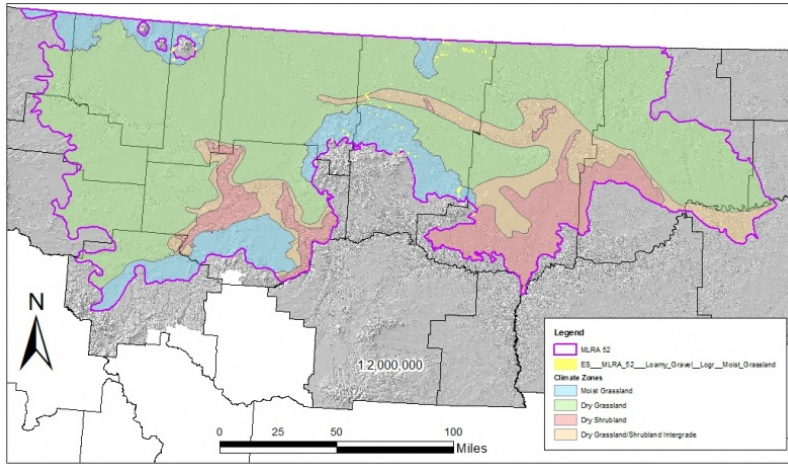 N
1:2,000,000
0 25 50 100
Miles
Legend
MLRA 52
ES___MLRA_52___Loamy_Gravel__Logr__Moist_Grassland
Climate Zones
Moist Grassland
Dry Grassland
Dry Shrubland
Dry Grassland/Shrubland Intergrade